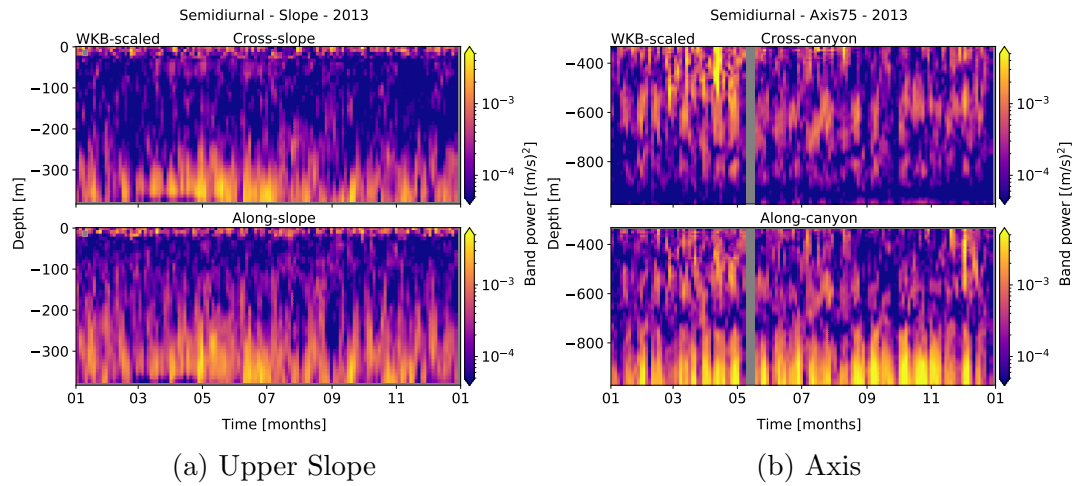 Semidiurnal - Slope - 2013
WKB-scaled Cross-slope
0
−100
−200
−300
10−3
10−4
Along-slope
0
−100
−200
−300
10−3
10−4
Depth [m]
Band power [(m/s)2]
01 03 05 07 09 11 01
Time [months]
(a) Upper Slope
Semidiurnal - Axis75 - 2013
WKB-scaled Cross-canyon
−400
−600
−800
10−3
10−4
Along-canyon
−400
−600
−800
10−3
10−4
Depth [m]
Band power [(m/s)2]
01 03 05 07 09 11 01
Time [months]
(b) Axis